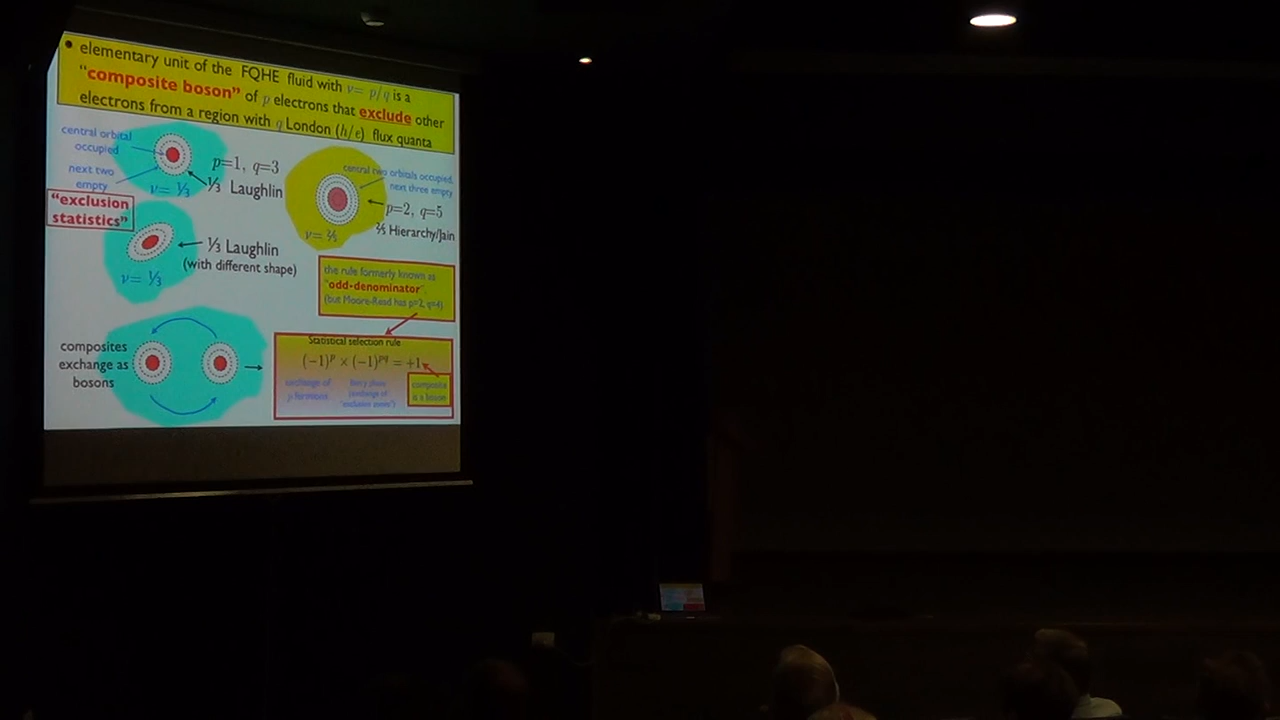 • elementary unit of the FQHE fluid with ν= p/q is a
"composite boson" of p electrons that exclude other
electrons from a region with q London (h/e) flux quanta
central orbital
occupied
next two
empty
ν= ⅓
p=1, q=3
⅓ Laughlin
central two orbitals occupied,
next three empty
p=2, q=5
⅖ Hierarchy/Jain
ν= ⅖
"exclusion
statistics"
⅓ Laughlin
(with different shape)
ν= ⅓
the rule formerly known as
"odd-denominator"
(but Moore-Read has p=2, q=4)
composites
exchange as
bosons
Statistical selection rule
(−1)^p × (−1)^pq = +1
exchange of
p fermions
Berry phase
(exchange of
"exclusion zones")
composite
is a boson